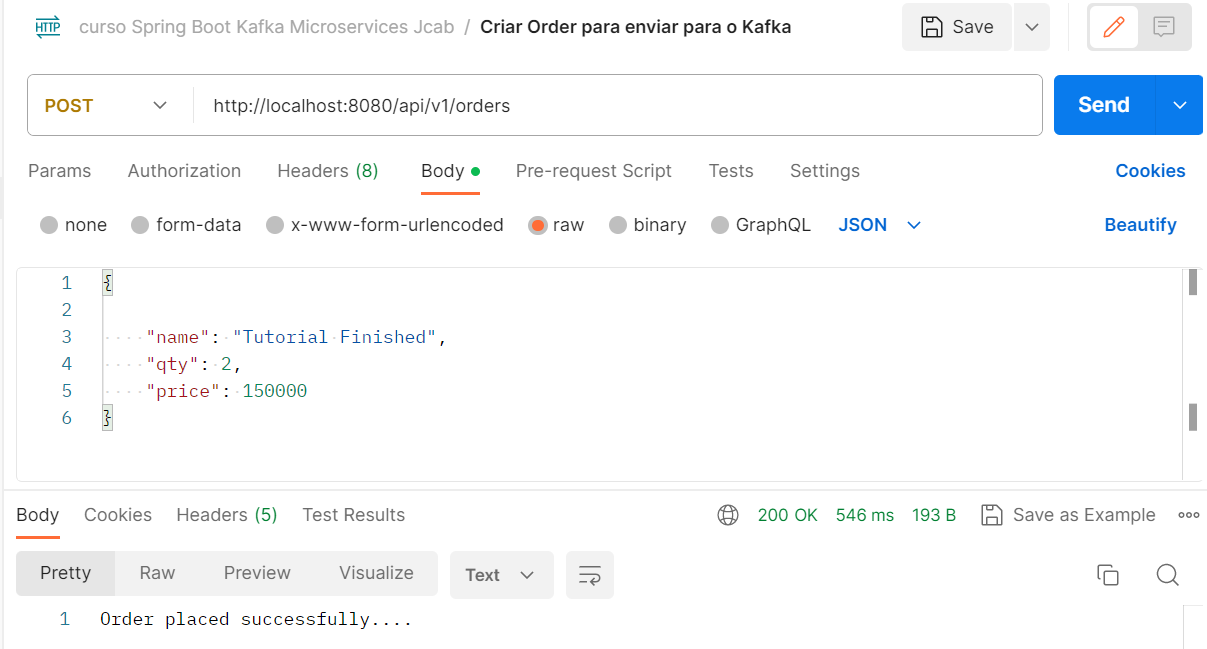 HTTP curso Spring Boot Kafka Microservices Jcab / Criar Order para enviar para o Kafka Save
POST http://localhost:8080/api/v1/orders Send
Params Authorization Headers (8) Body Pre-request Script Tests Settings Cookies
none form-data x-www-form-urlencoded raw binary GraphQL JSON Beautify
1 {
2
3 "name": "Tutorial Finished",
4 "qty": 2,
5 "price": 150000
6 }
Body Cookies Headers (5) Test Results 200 OK 546 ms 193 B Save as Example
Pretty Raw Preview Visualize Text
1 Order placed successfully....